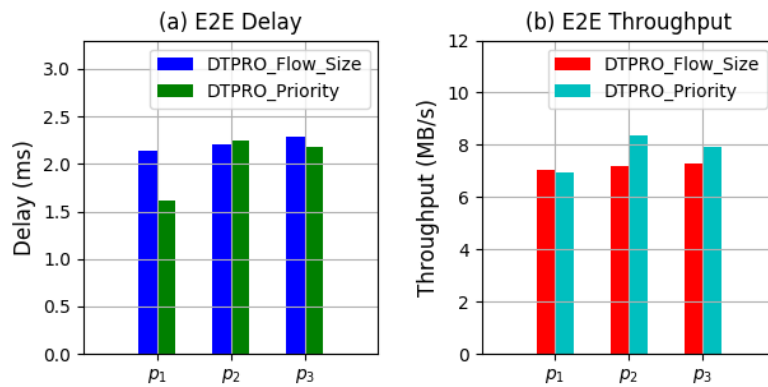 (a) E2E Delay
DTPRO_Flow_Size
DTPRO_Priority
Delay (ms)
3.0
2.5
2.0
1.5
1.0
0.5
0.0
p1
p2
p3
(b) E2E Throughput
DTPRO_Flow_Size
DTPRO_Priority
Throughput (MB/s)
12
10
8
6
4
2
0
p1
p2
p3